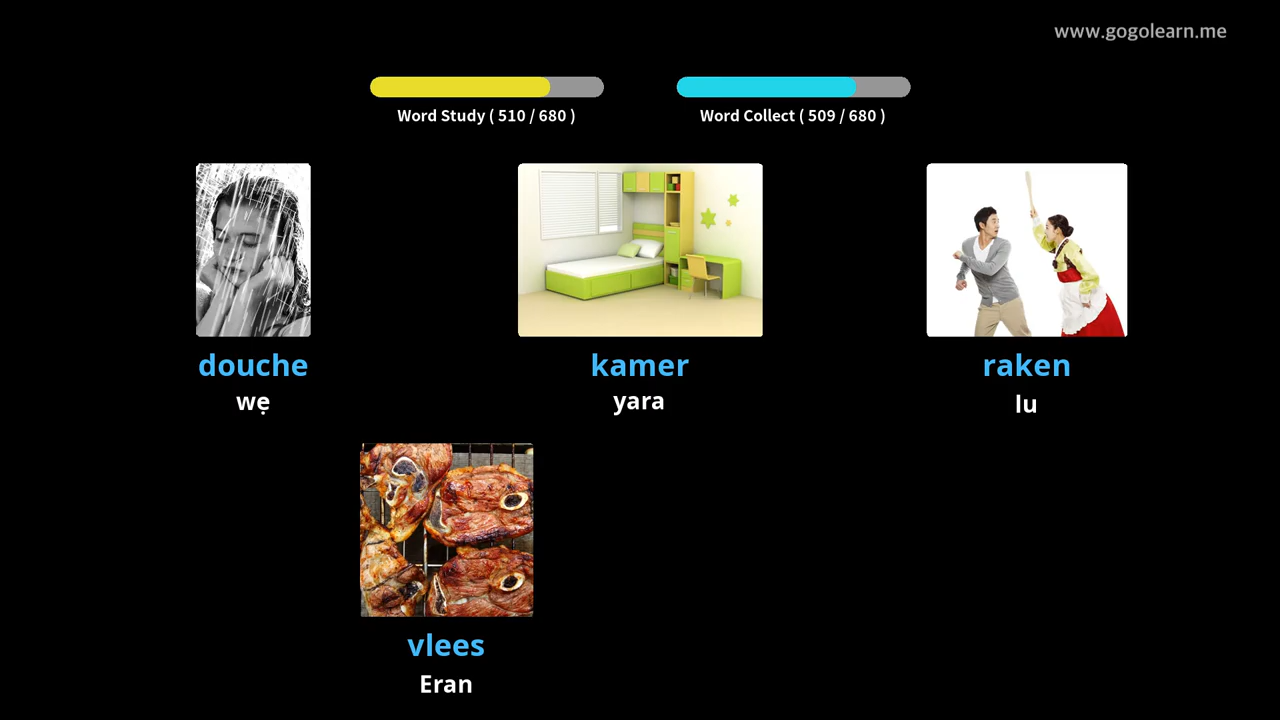 www.gogolearn.me
Word Study ( 510 / 680 )
Word Collect ( 509 / 680 )
douche
kamer
raken
wẹ
yara
lu
vlees
Eran